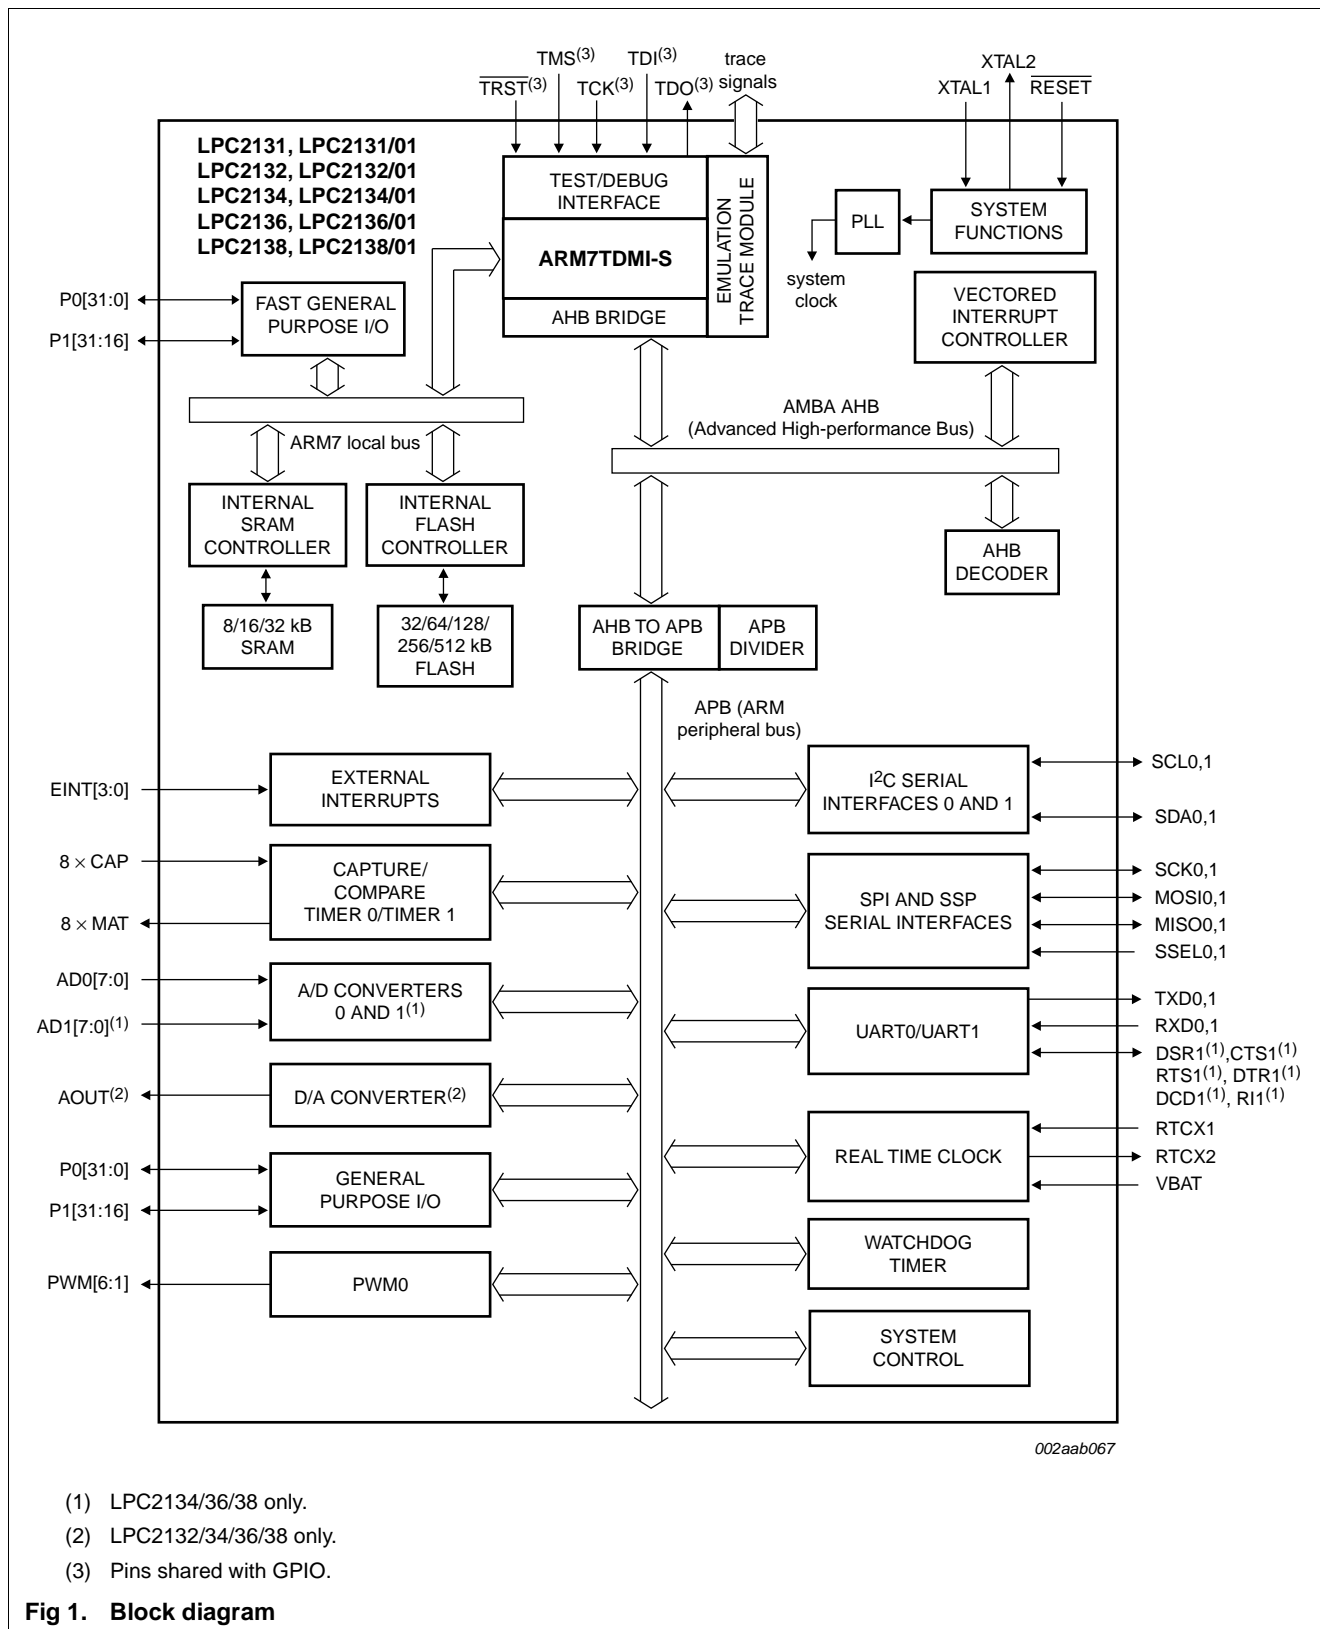 TMS(3)
TDI(3)
trace
signals
TRST(3)
TCK(3)
TDO(3)
XTAL2
XTAL1
RESET
LPC2131, LPC2131/01
LPC2132, LPC2132/01
LPC2134, LPC2134/01
LPC2136, LPC2136/01
LPC2138, LPC2138/01
TEST/DEBUG
INTERFACE
ARM7TDMI-S
AHB BRIDGE
EMULATION
TRACE MODULE
PLL
SYSTEM
FUNCTIONS
system
clock
VECTORED
INTERRUPT
CONTROLLER
P0[31:0]
P1[31:16]
FAST GENERAL
PURPOSE I/O
ARM7 local bus
AMBA AHB
(Advanced High-performance Bus)
INTERNAL
SRAM
CONTROLLER
INTERNAL
FLASH
CONTROLLER
AHB
DECODER
8/16/32 kB
SRAM
32/64/128/
256/512 kB
FLASH
AHB TO APB
BRIDGE
APB
DIVIDER
APB (ARM
peripheral bus)
EINT[3:0]
EXTERNAL
INTERRUPTS
I2C SERIAL
INTERFACES 0 AND 1
SCL0,1
SDA0,1
8 × CAP
8 × MAT
CAPTURE/
COMPARE
TIMER 0/TIMER 1
SPI AND SSP
SERIAL INTERFACES
SCK0,1
MOSI0,1
MISO0,1
SSEL0,1
AD0[7:0]
AD1[7:0](1)
A/D CONVERTERS
0 AND 1(1)
UART0/UART1
TXD0,1
RXD0,1
DSR1(1),CTS1(1)
RTS1(1), DTR1(1)
DCD1(1), RI1(1)
AOUT(2)
D/A CONVERTER(2)
REAL TIME CLOCK
RTCX1
RTCX2
VBAT
P0[31:0]
P1[31:16]
GENERAL
PURPOSE I/O
WATCHDOG
TIMER
PWM[6:1]
PWM0
SYSTEM
CONTROL
002aab067
(1) LPC2134/36/38 only.
(2) LPC2132/34/36/38 only.
(3) Pins shared with GPIO.
Fig 1. Block diagram